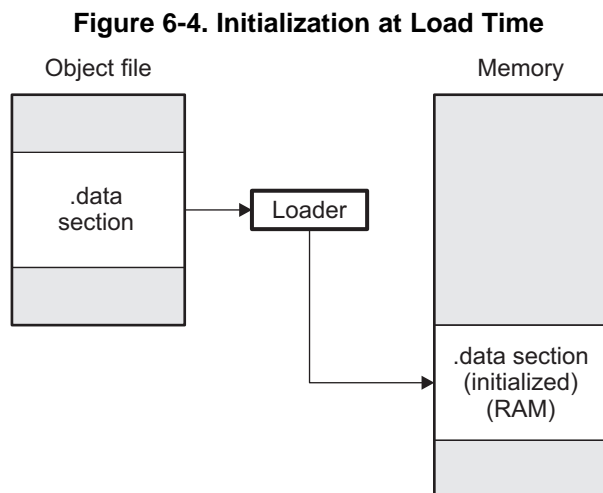 Figure 6-4. Initialization at Load Time
Object file
Memory
.data
section
Loader
.data section
(initialized)
(RAM)